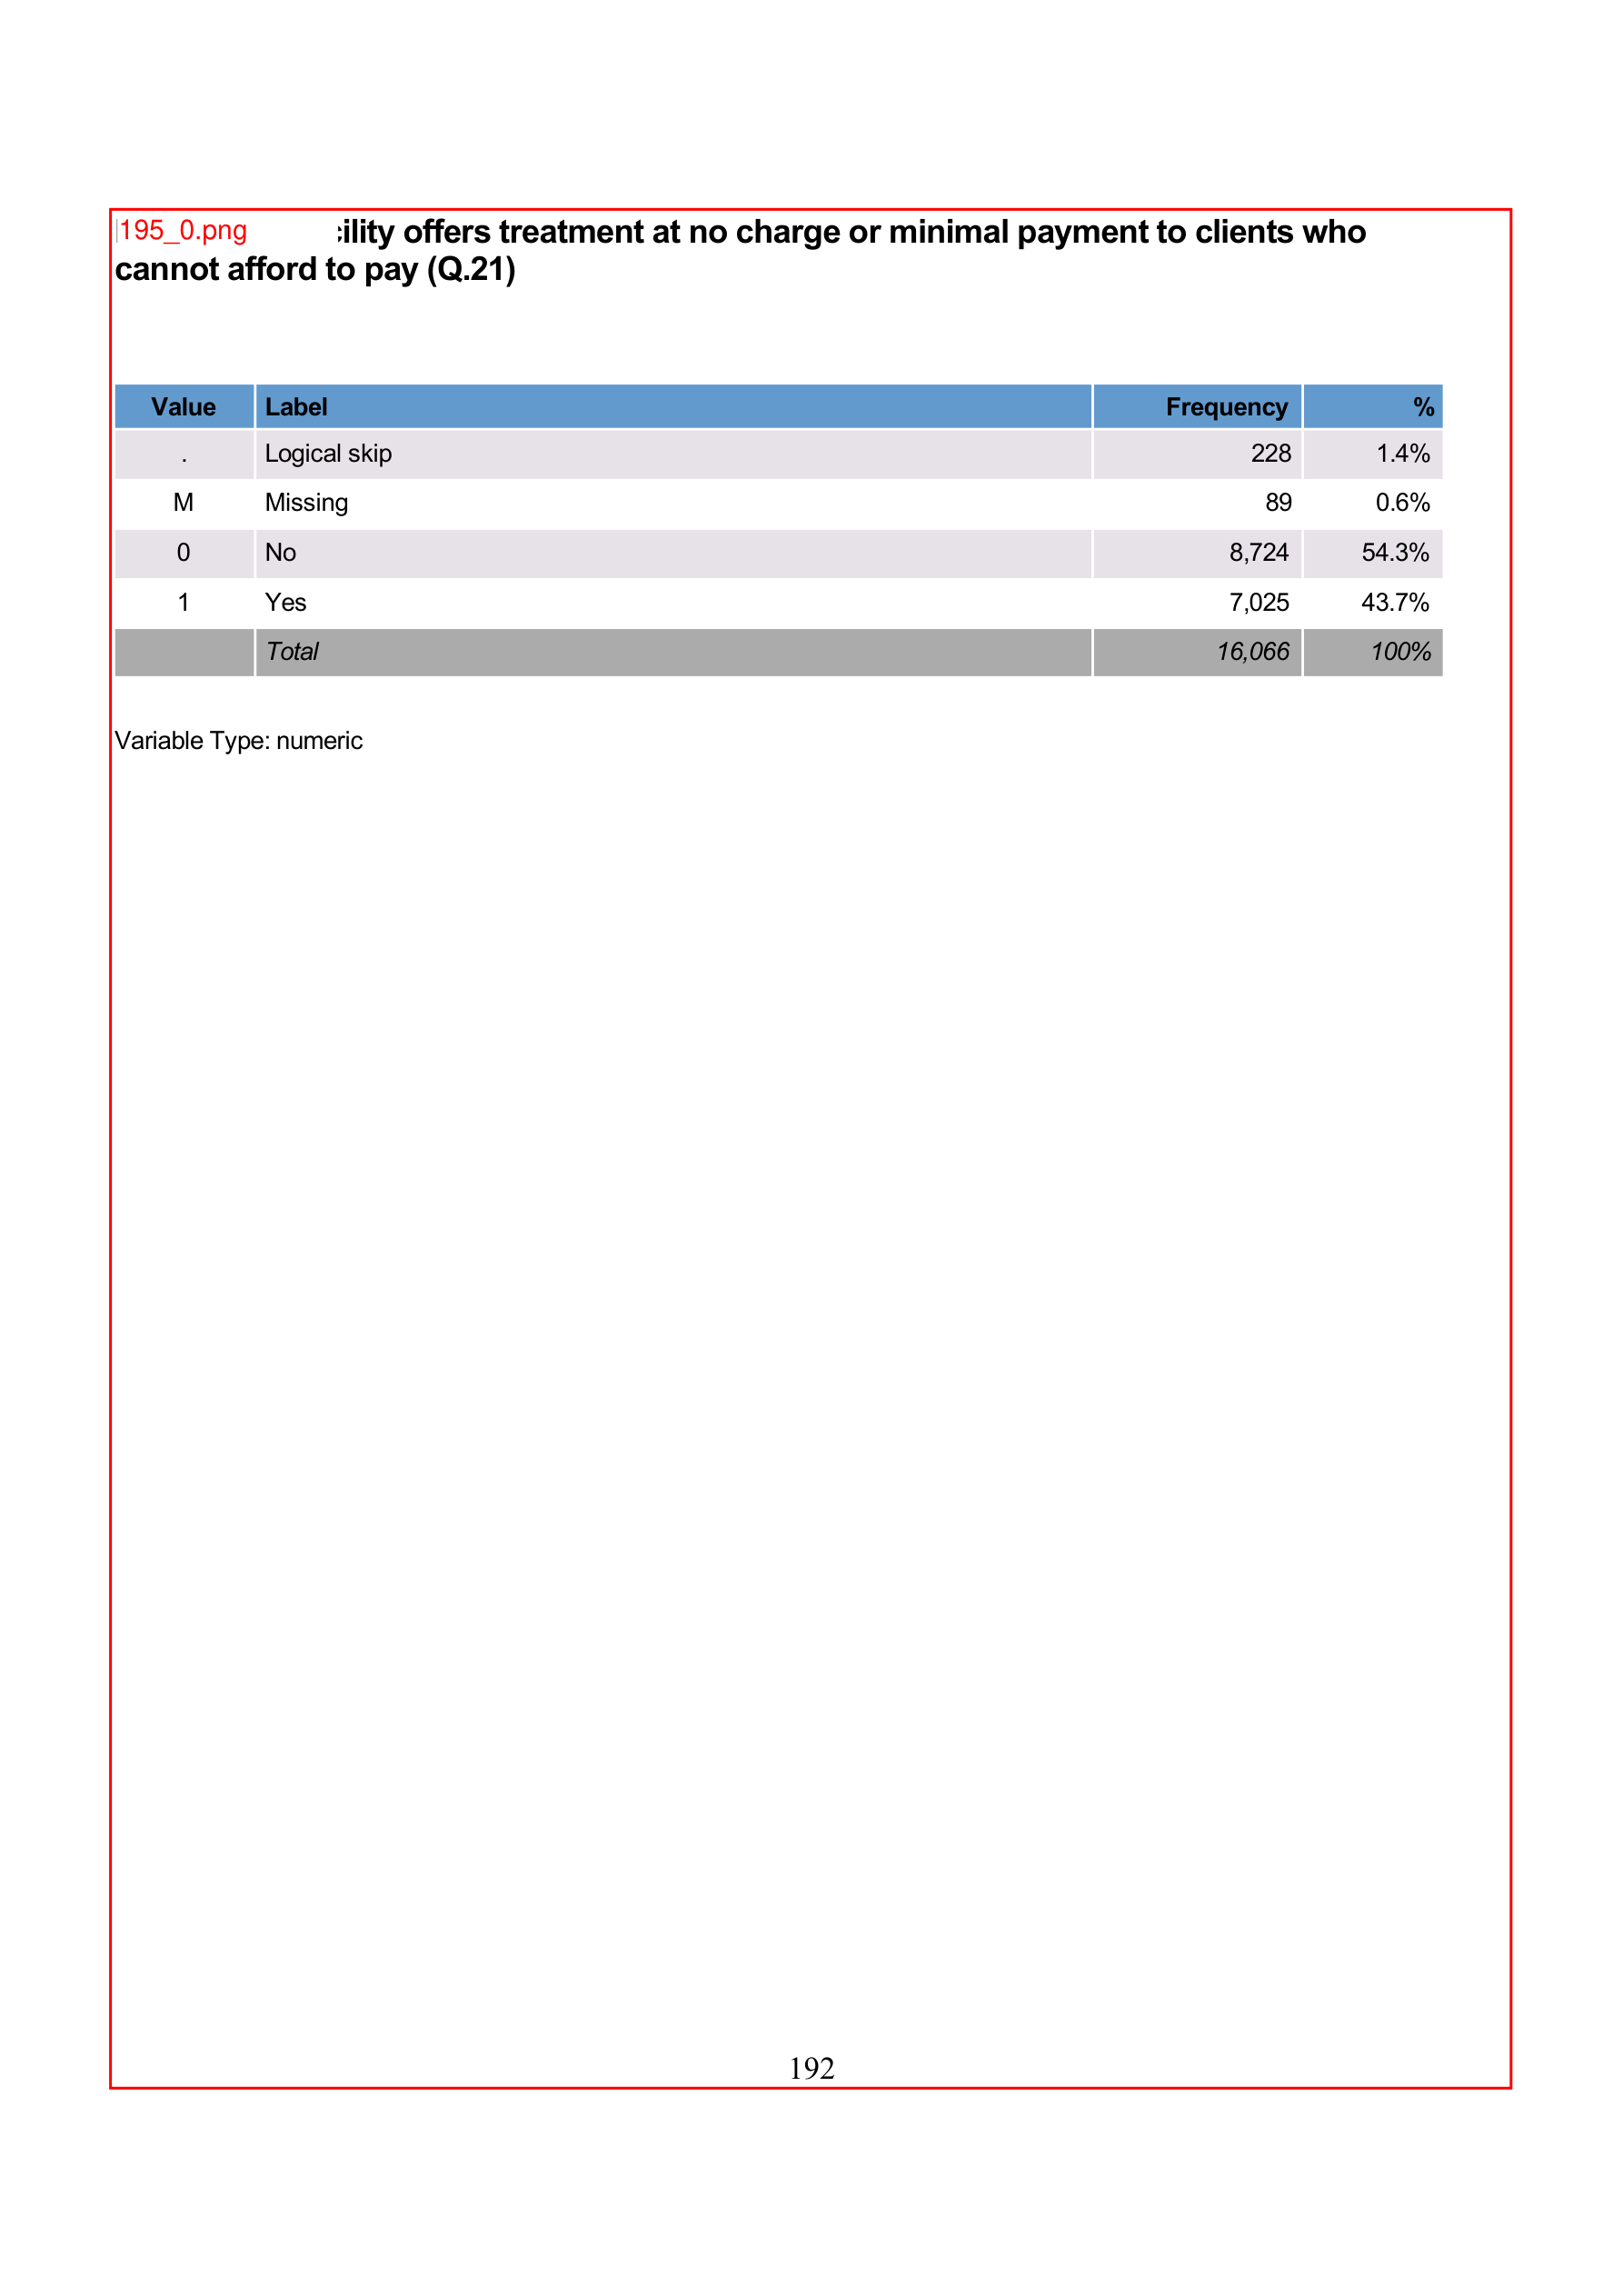 195_0.png offers treatment at no charge or minimal payment to clients who
cannot afford to pay (Q.21)
Value Label Frequency %
. Logical skip 228 1.4%
M Missing 89 0.6%
0 No 8,724 54.3%
1 Yes 7,025 43.7%
Total 16,066 100%
Variable Type: numeric
192